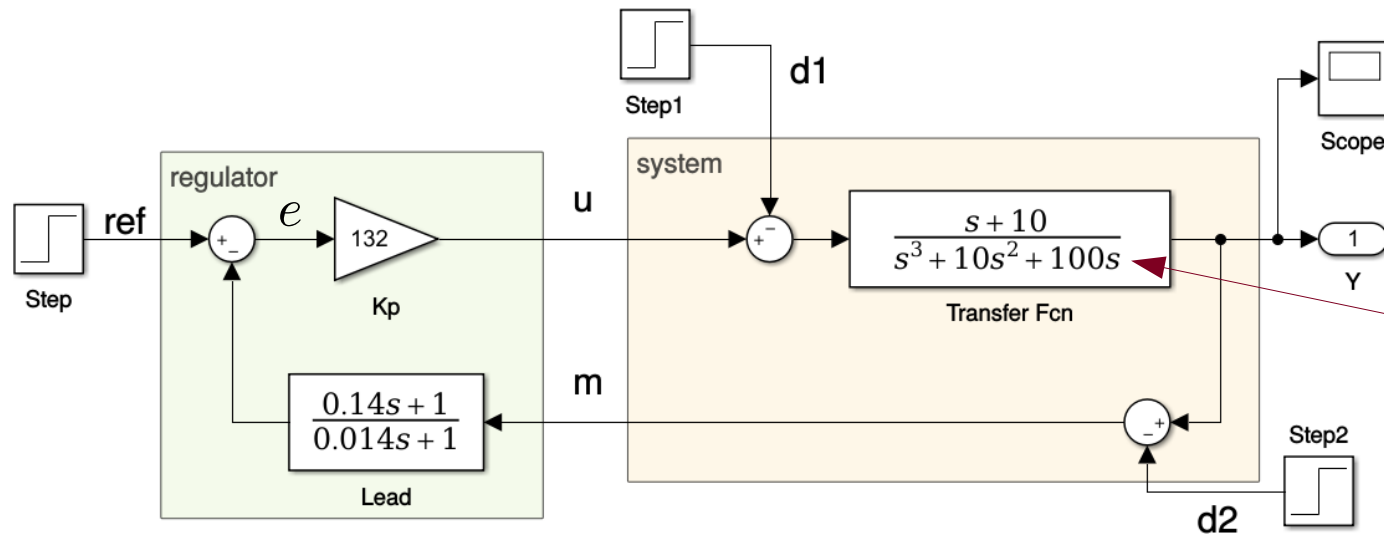 Step1
d1
Scope
regulator
system
ref
+
−
e
132
Kp
u
+
−
s + 10
s³ + 10s² + 100s
Transfer Fcn
1
Y
Step
m
0.14s + 1
0.014s + 1
Lead
+
−
Step2
d2